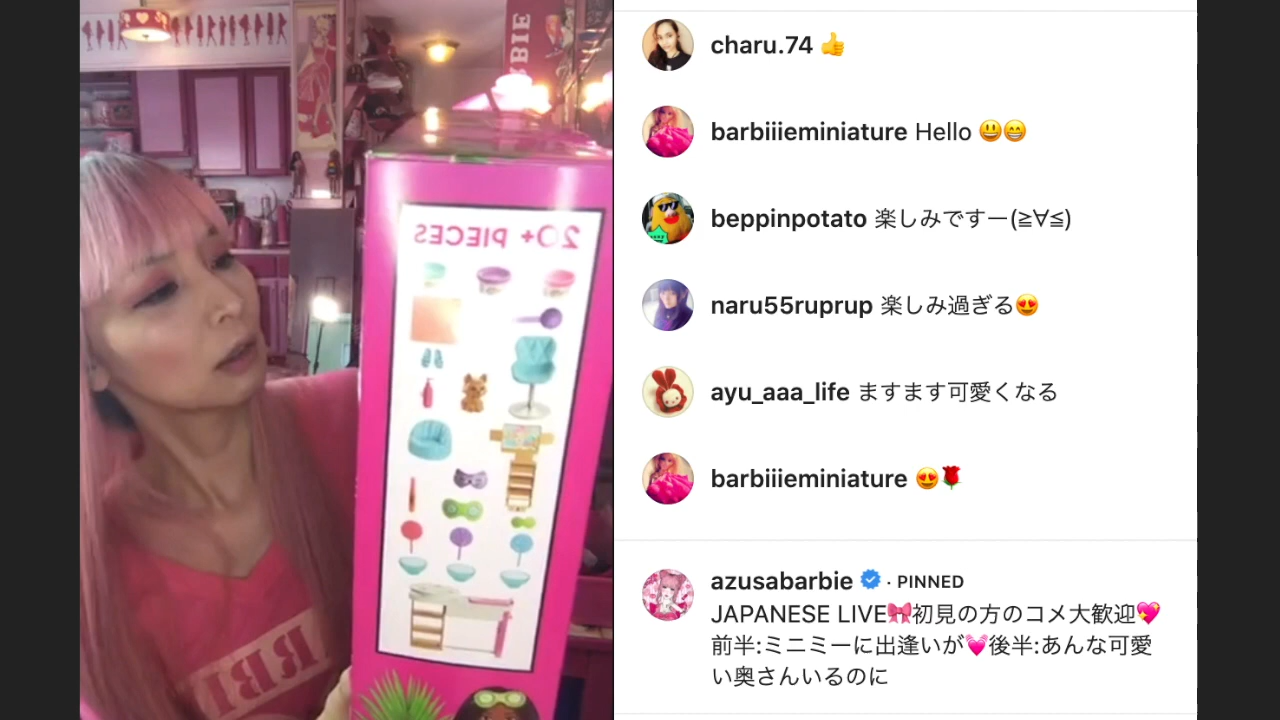 BARBIE
20+ PIECES
charu.74 👍
barbiiieminiature Hello 😃😁
beppinpotato 楽しみですー(≧∀≦)
naru55ruprup 楽しみ過ぎる😍
ayu_aaa_life ますます可愛くなる
barbiiieminiature 😍🌹
azusabarbie · PINNED
JAPANESE LIVE🎀初見の方のコメ大歓迎💖
前半:ミニミーに出逢いが💓後半:あんな可愛
い奥さんいるのに